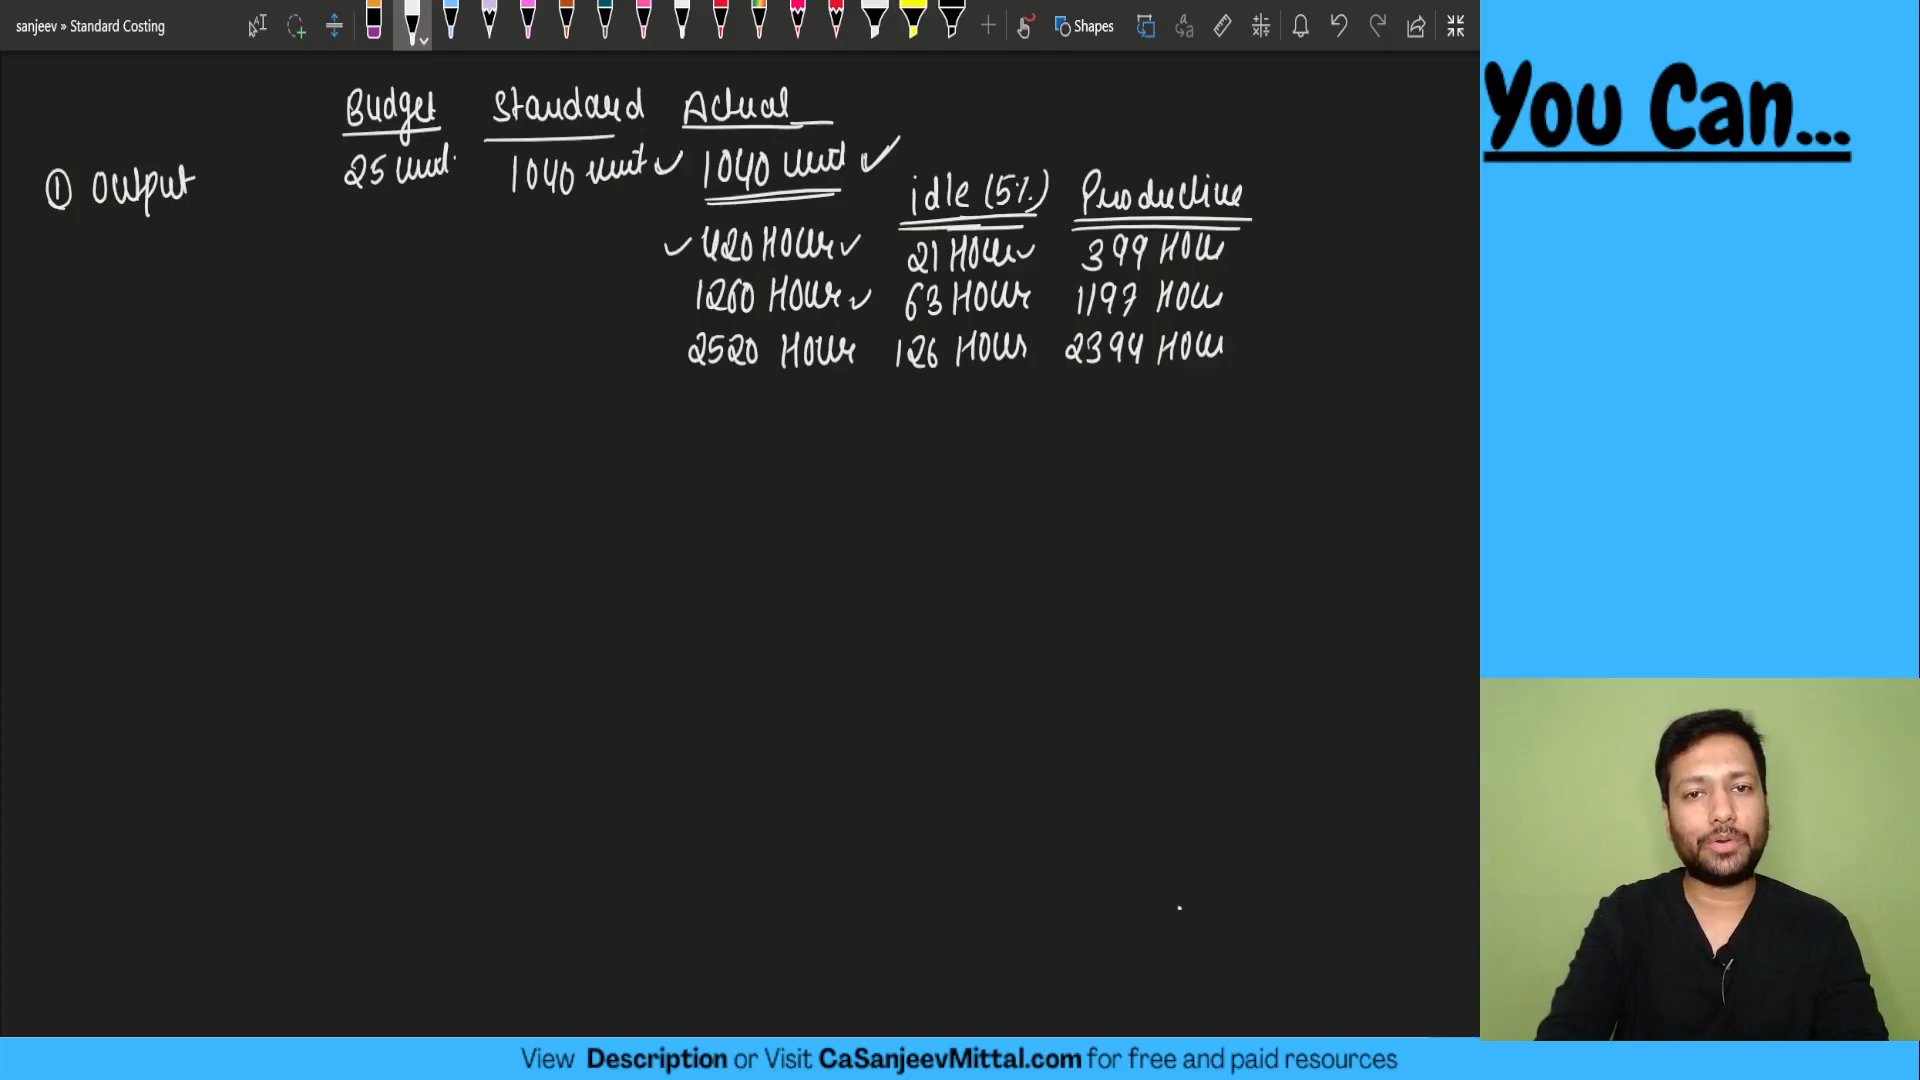 sanjeev » Standard Costing
Shapes
You Can...
Budget Standard Actual
① Output 25 unit. 1040 unit 1040 unit
idle (5%) Productive
420 Hour 21 Hour 399 Hour
1260 Hour 63 Hour 1197 Hour
2520 Hour 126 Hour 2394 Hour
View Description or Visit CaSanjeevMittal.com for free and paid resources